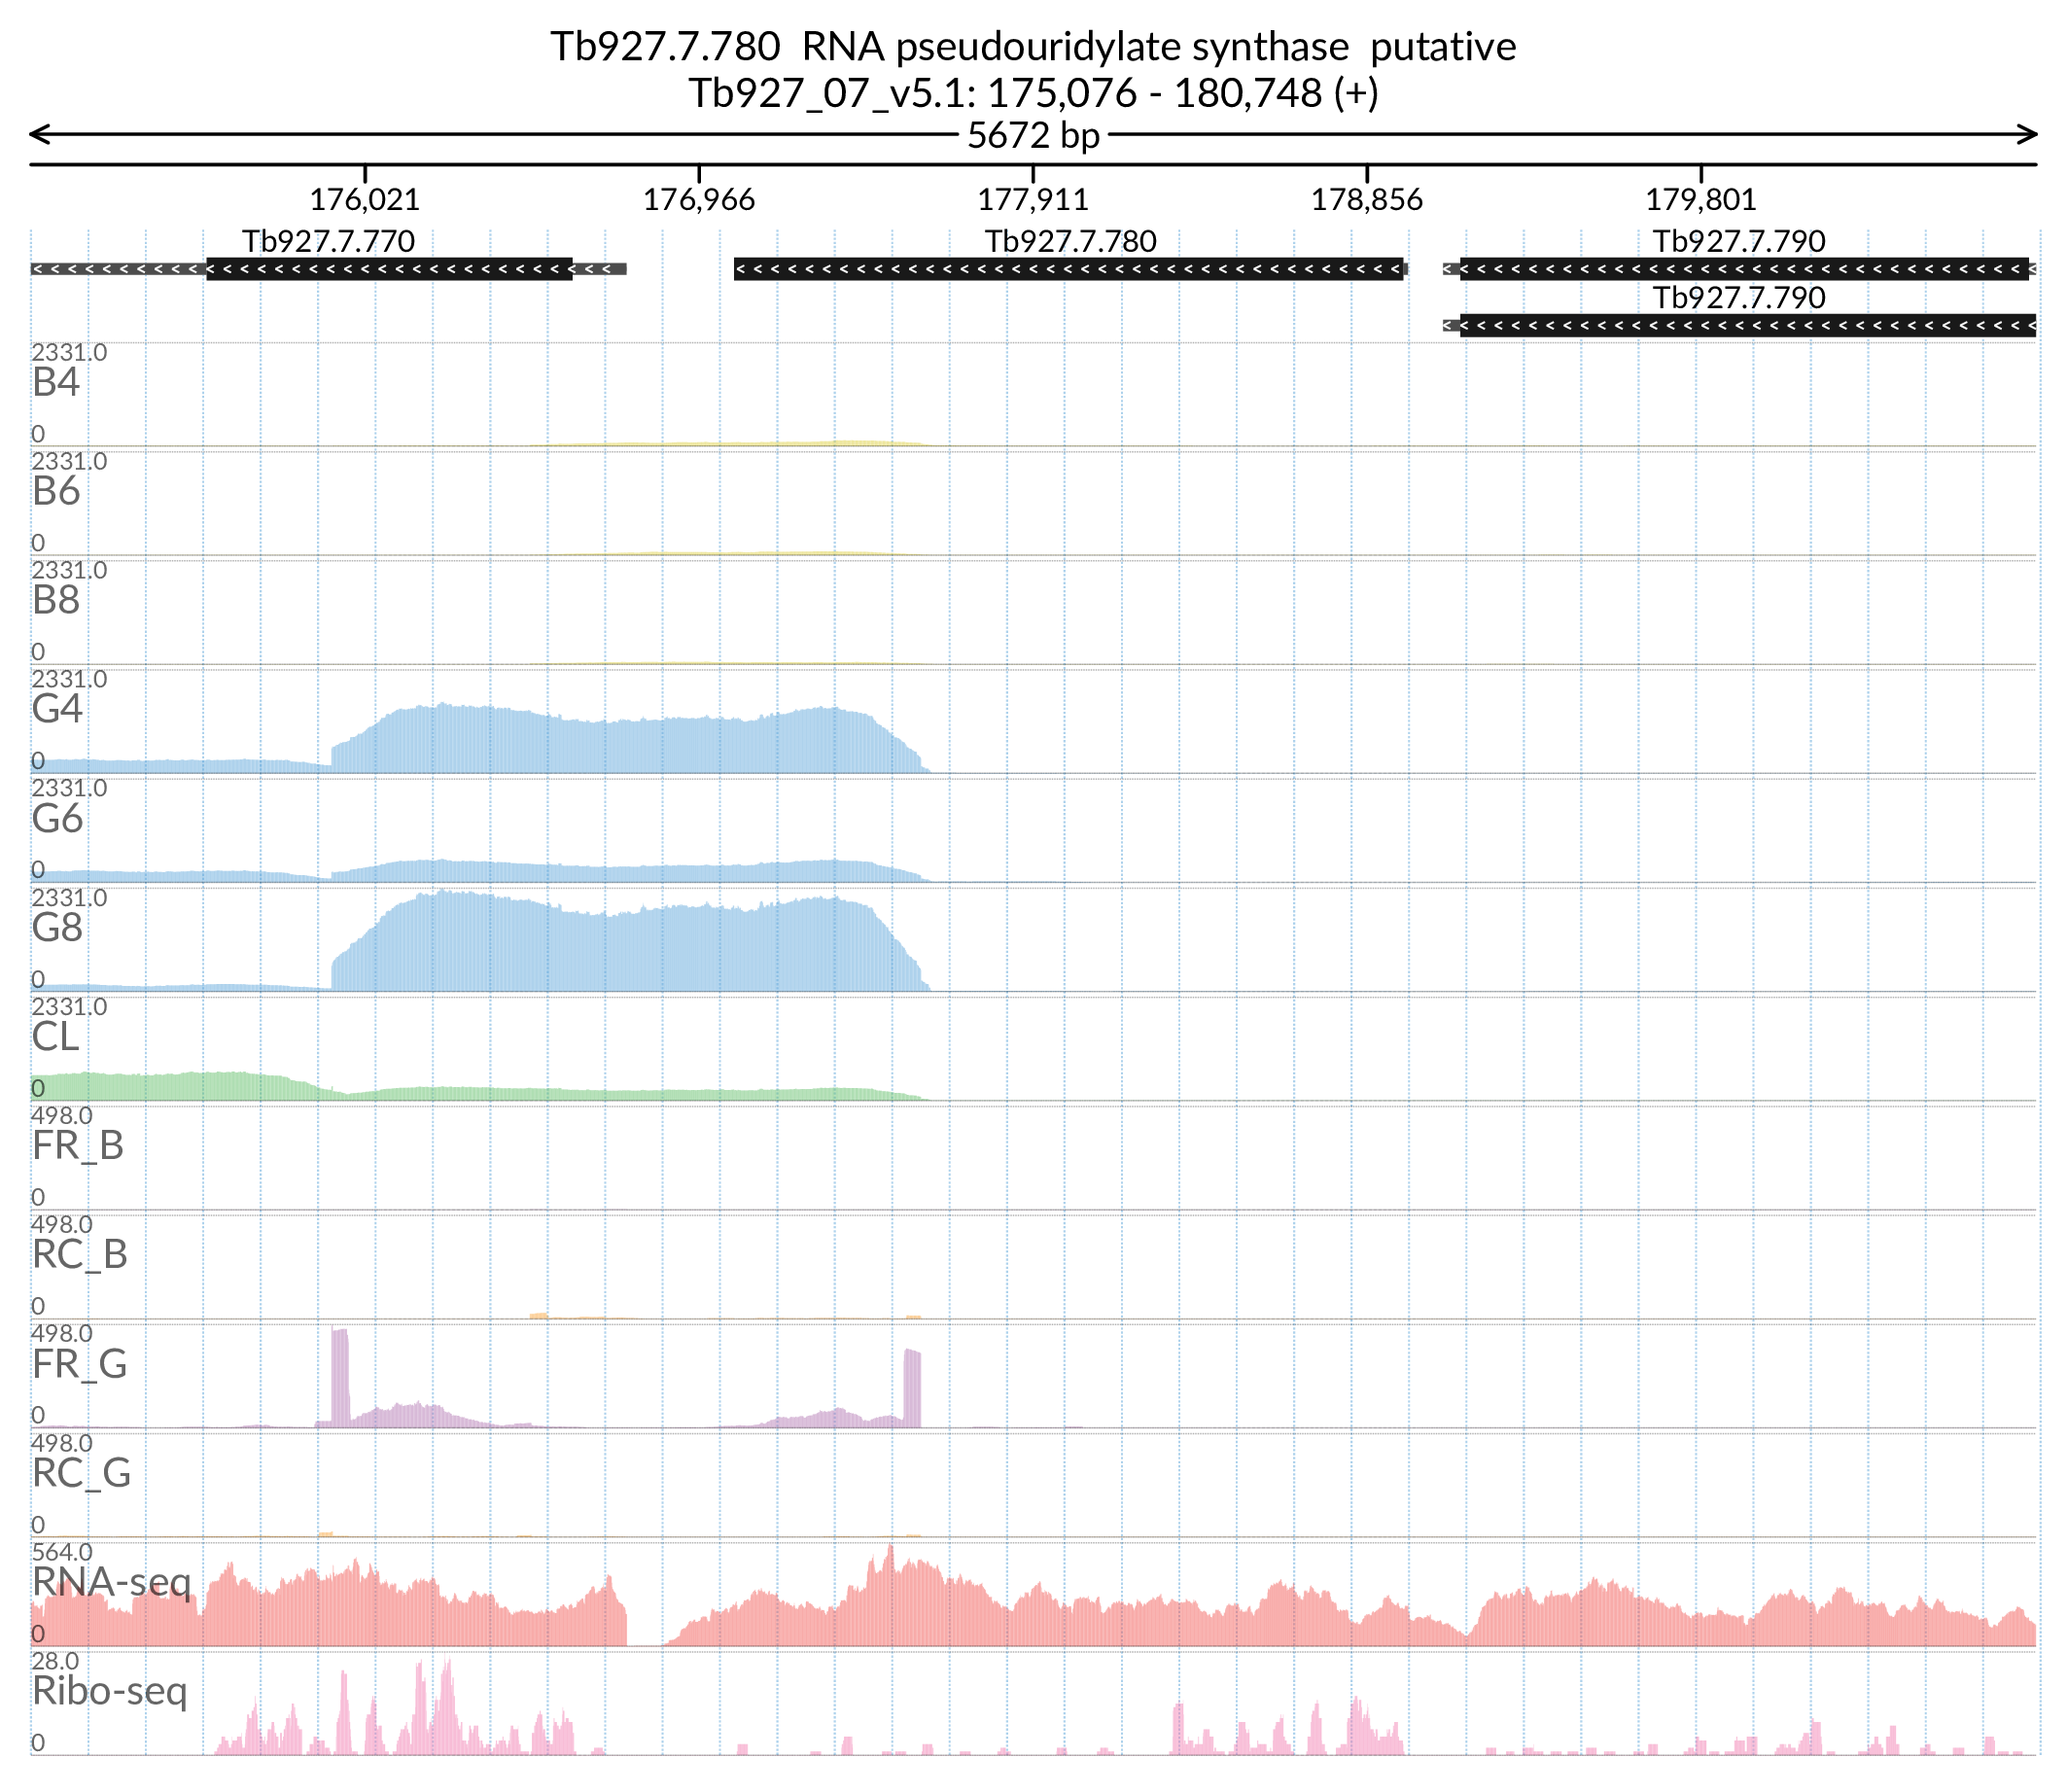 Tb927.7.780  RNA pseudouridylate synthase  putative
Tb927_07_v5.1: 175,076 - 180,748 (+)
5672 bp
176,021 176,966 177,911 178,856 179,801
Tb927.7.770 Tb927.7.780 Tb927.7.790
Tb927.7.790
2331.0
B4
0
2331.0
B6
0
2331.0
B8
0
2331.0
G4
0
2331.0
G6
0
2331.0
G8
0
2331.0
CL
0
498.0
FR_B
0
498.0
RC_B
0
498.0
FR_G
0
498.0
RC_G
0
564.0
RNA-seq
0
28.0
Ribo-seq
0